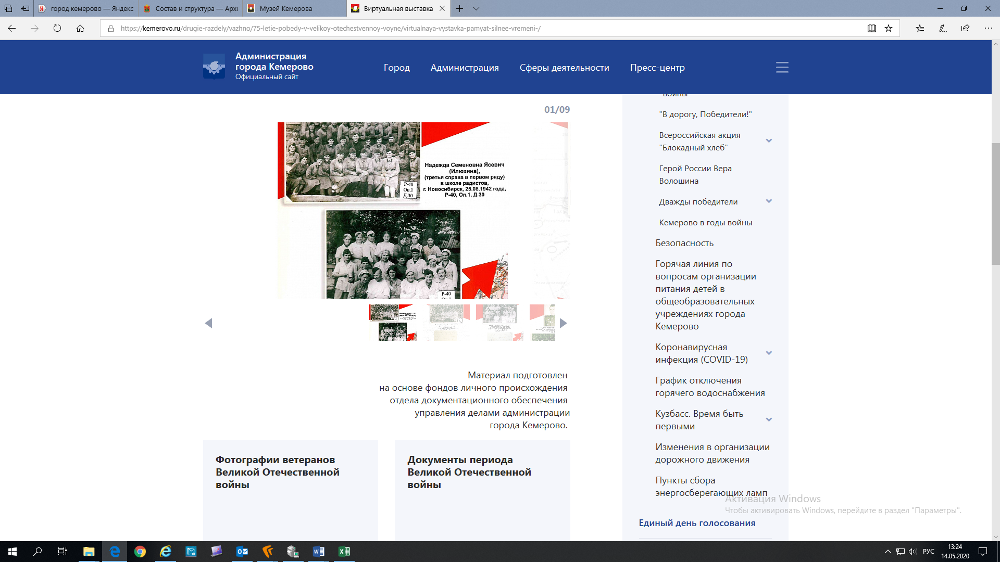 город кемерово — Яндекс
Состав и структура — Архи
Музей Кемерова
Виртуальная выставка
https://kemerovo.ru/drugie-razdely/vazhno/75-letie-pobedy-v-velikoy-otechestvennoy-voyne/virtualnaya-vystavka-pamyat-silnee-vremeni-/
Администрация
города Кемерово
Официальный сайт
Город
Администрация
Сферы деятельности
Пресс-центр
01/09
Надежда Семеновна Ясевич
(Илюхина),
(третья справа в первом ряду)
в школе радистов,
г. Новосибирск, 25.08.1942 года,
Р-40, Оп.1, Д.30
Р-40
Оп.1
Д.30
Р-40
Оп.1
Материал подготовлен
на основе фондов личного происхождения
отдела документационного обеспечения
управления делами администрации
города Кемерово.
Фотографии ветеранов
Великой Отечественной
войны
Документы периода
Великой Отечественной
войны
войны
"В дорогу, Победители!"
Всероссийская акция
"Блокадный хлеб"
Герой России Вера
Волошина
Дважды победители
Кемерово в годы войны
Безопасность
Горячая линия по
вопросам организации
питания детей в
общеобразовательных
учреждениях города
Кемерово
Коронавирусная
инфекция (COVID-19)
График отключения
горячего водоснабжения
Кузбасс. Время быть
первыми
Изменения в организации
дорожного движения
Пункты сбора
энергосберегающих ламп
Единый день голосования
Активация Windows
Чтобы активировать Windows, перейдите в раздел "Параметры".
РУС
13:24
14.05.2020